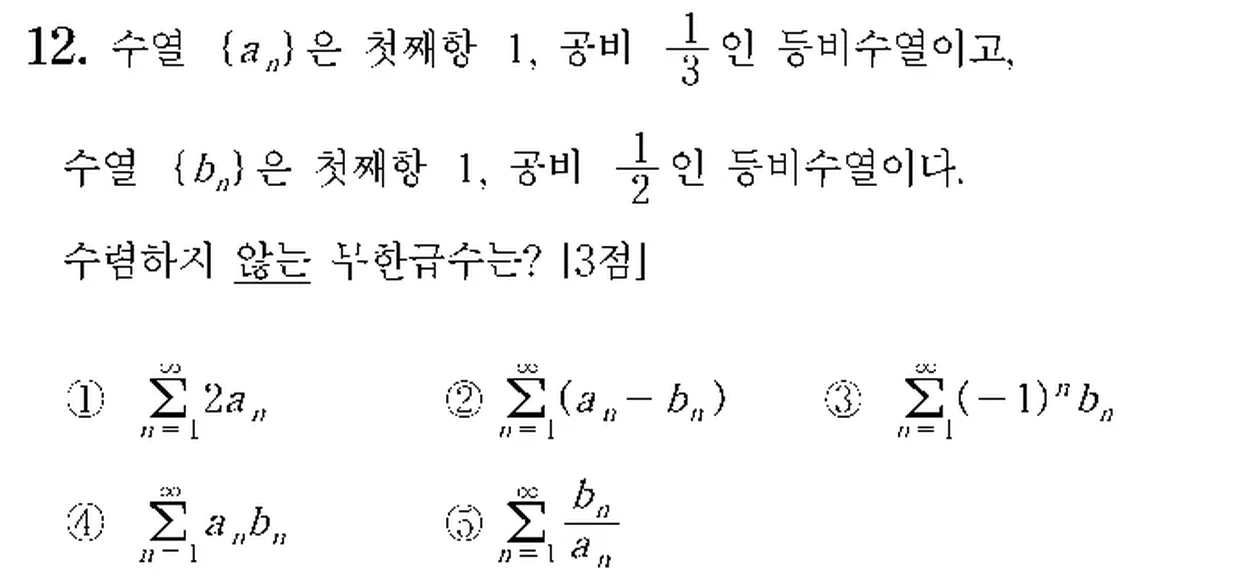 12. 수열 {aₙ}은 첫째항 1, 공비 1/3 인 등비수열이고,
수열 {bₙ}은 첫째항 1, 공비 1/2 인 등비수열이다.
수렴하지 않는 무한급수는? [3점]
① ∑_{n=1}^{∞} 2aₙ ② ∑_{n=1}^{∞} (aₙ − bₙ) ③ ∑_{n=1}^{∞} (−1)ⁿbₙ
④ ∑_{n=1}^{∞} aₙbₙ ⑤ ∑_{n=1}^{∞} bₙ/aₙ